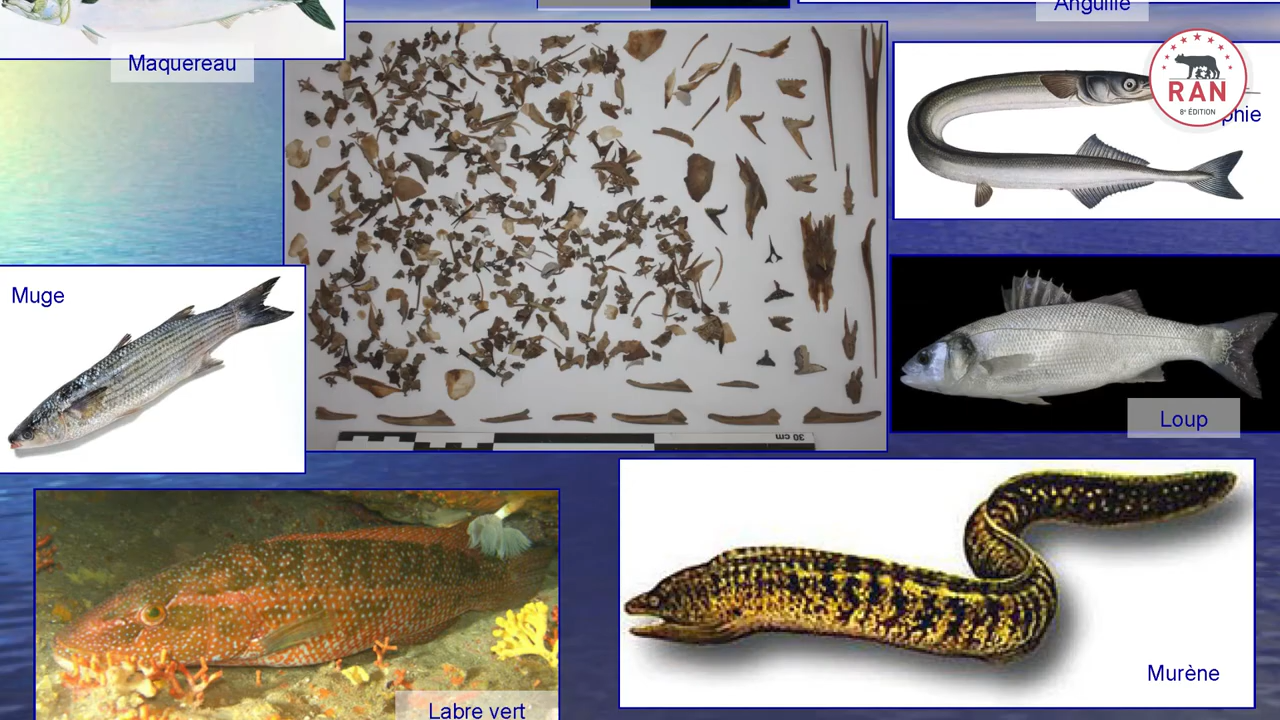 Anguille
Maquereau
RAN
8e ÉDITION
phie
Muge
Loup
30 cm
Murène
Labre vert